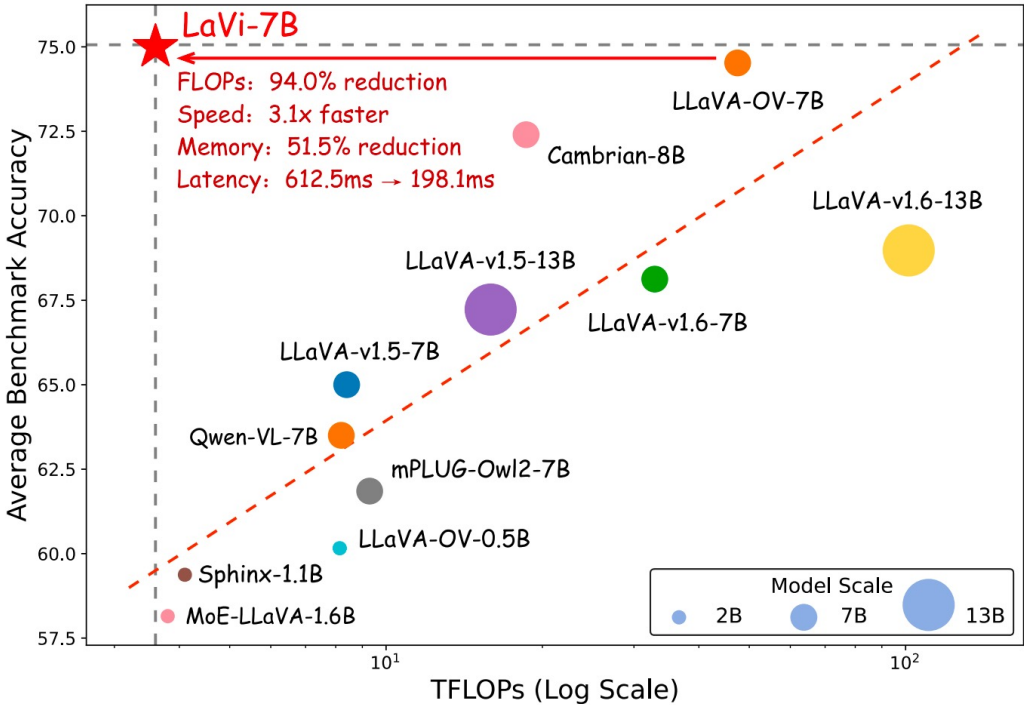 LaVi-7B
FLOPs: 94.0% reduction
Speed: 3.1x faster
Memory: 51.5% reduction
Latency: 612.5ms → 198.1ms
LLaVA-OV-7B
Cambrian-8B
LLaVA-v1.6-13B
LLaVA-v1.5-13B
LLaVA-v1.6-7B
LLaVA-v1.5-7B
Qwen-VL-7B
mPLUG-Owl2-7B
LLaVA-OV-0.5B
Sphinx-1.1B
MoE-LLaVA-1.6B
Model Scale
2B
7B
13B
Average Benchmark Accuracy
75.0
72.5
70.0
67.5
65.0
62.5
60.0
57.5
10¹
10²
TFLOPs (Log Scale)